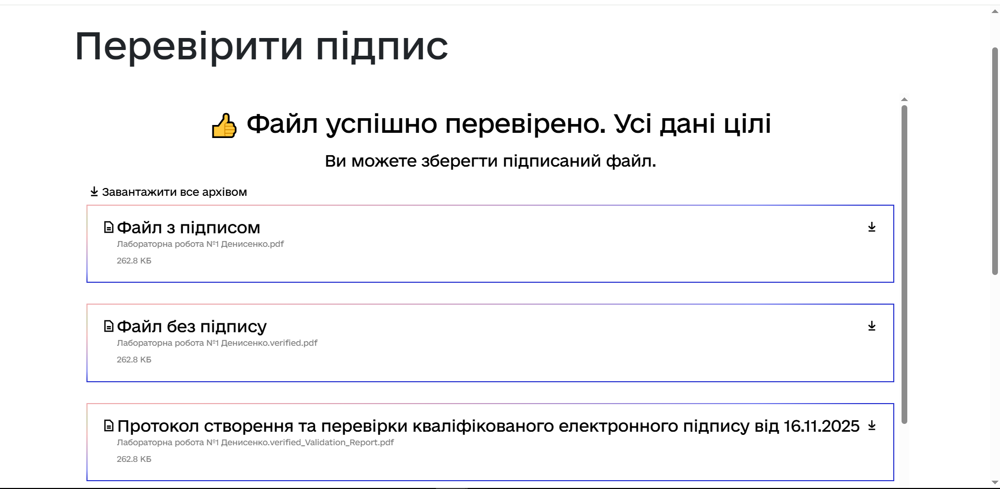 Перевірити підпис
👍 Файл успішно перевірено. Усі дані цілі
Ви можете зберегти підписаний файл.
Завантажити все архівом
Файл з підписом
Лабораторна робота №1 Денисенко.pdf
262.8 КБ
Файл без підпису
Лабораторна робота №1 Денисенко.verified.pdf
262.8 КБ
Протокол створення та перевірки кваліфікованого електронного підпису від 16.11.2025
Лабораторна робота №1 Денисенко.verified_Validation_Report.pdf
262.8 КБ